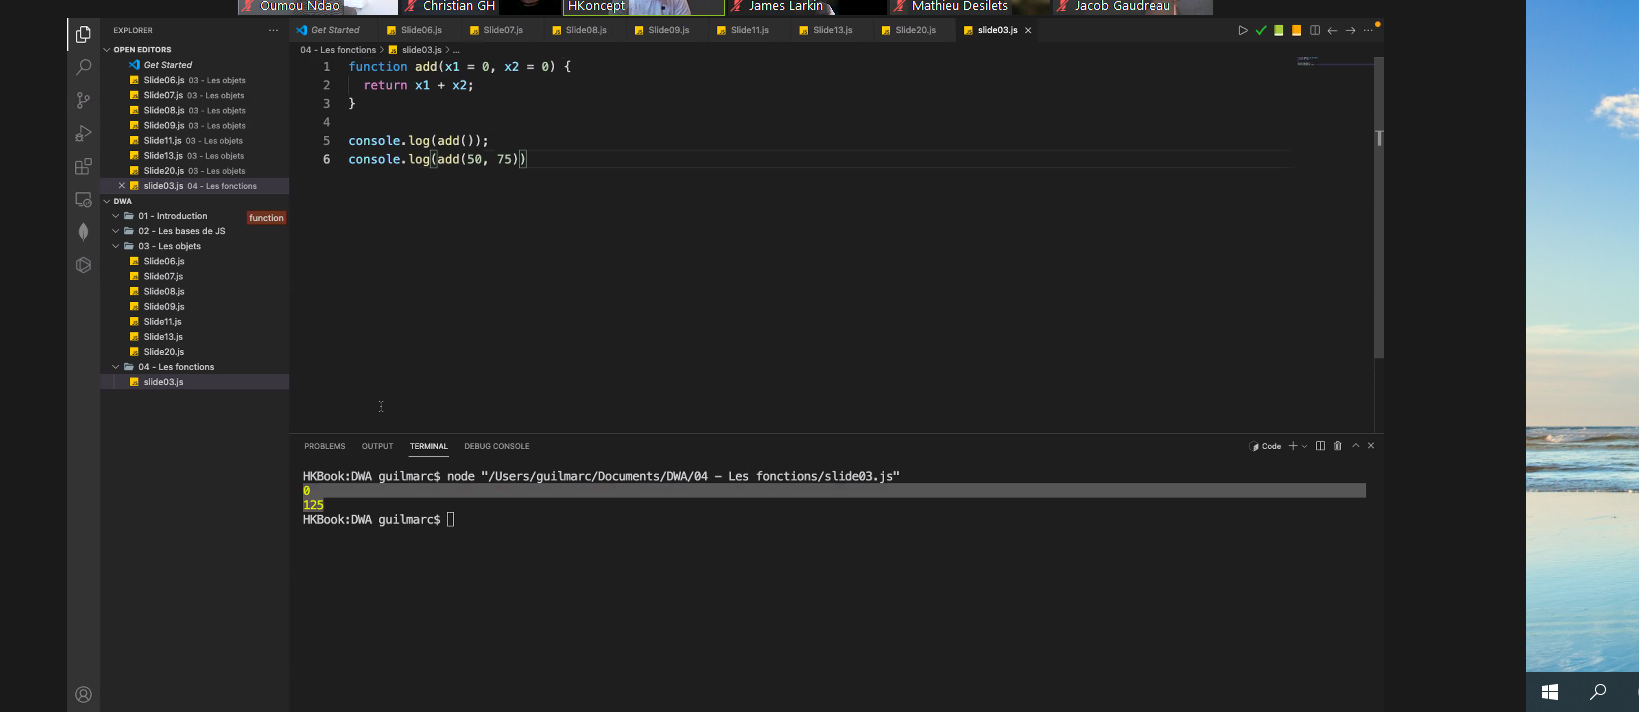 Oumou Ndao
Christian GH
HKoncept
James Larkin
Mathieu Desilets
Jacob Gaudreau
EXPLORER
OPEN EDITORS
Get Started
Slide06.js 03 - Les objets
Slide07.js 03 - Les objets
Slide08.js 03 - Les objets
Slide09.js 03 - Les objets
Slide11.js 03 - Les objets
Slide13.js 03 - Les objets
Slide20.js 03 - Les objets
slide03.js 04 - Les fonctions
DWA
01 - Introduction
function
02 - Les bases de JS
03 - Les objets
Slide06.js
Slide07.js
Slide08.js
Slide09.js
Slide11.js
Slide13.js
Slide20.js
04 - Les fonctions
slide03.js
Get Started
Slide06.js
Slide07.js
Slide08.js
Slide09.js
Slide11.js
Slide13.js
Slide20.js
slide03.js
04 - Les fonctions > slide03.js > ...
1 function add(x1 = 0, x2 = 0) {
2 return x1 + x2;
3 }
4
5 console.log(add());
6 console.log(add(50, 75))
PROBLEMS OUTPUT TERMINAL DEBUG CONSOLE
Code
HKBook:DWA guilmarc$ node "/Users/guilmarc/Documents/DWA/04 - Les fonctions/slide03.js"
0
125
HKBook:DWA guilmarc$